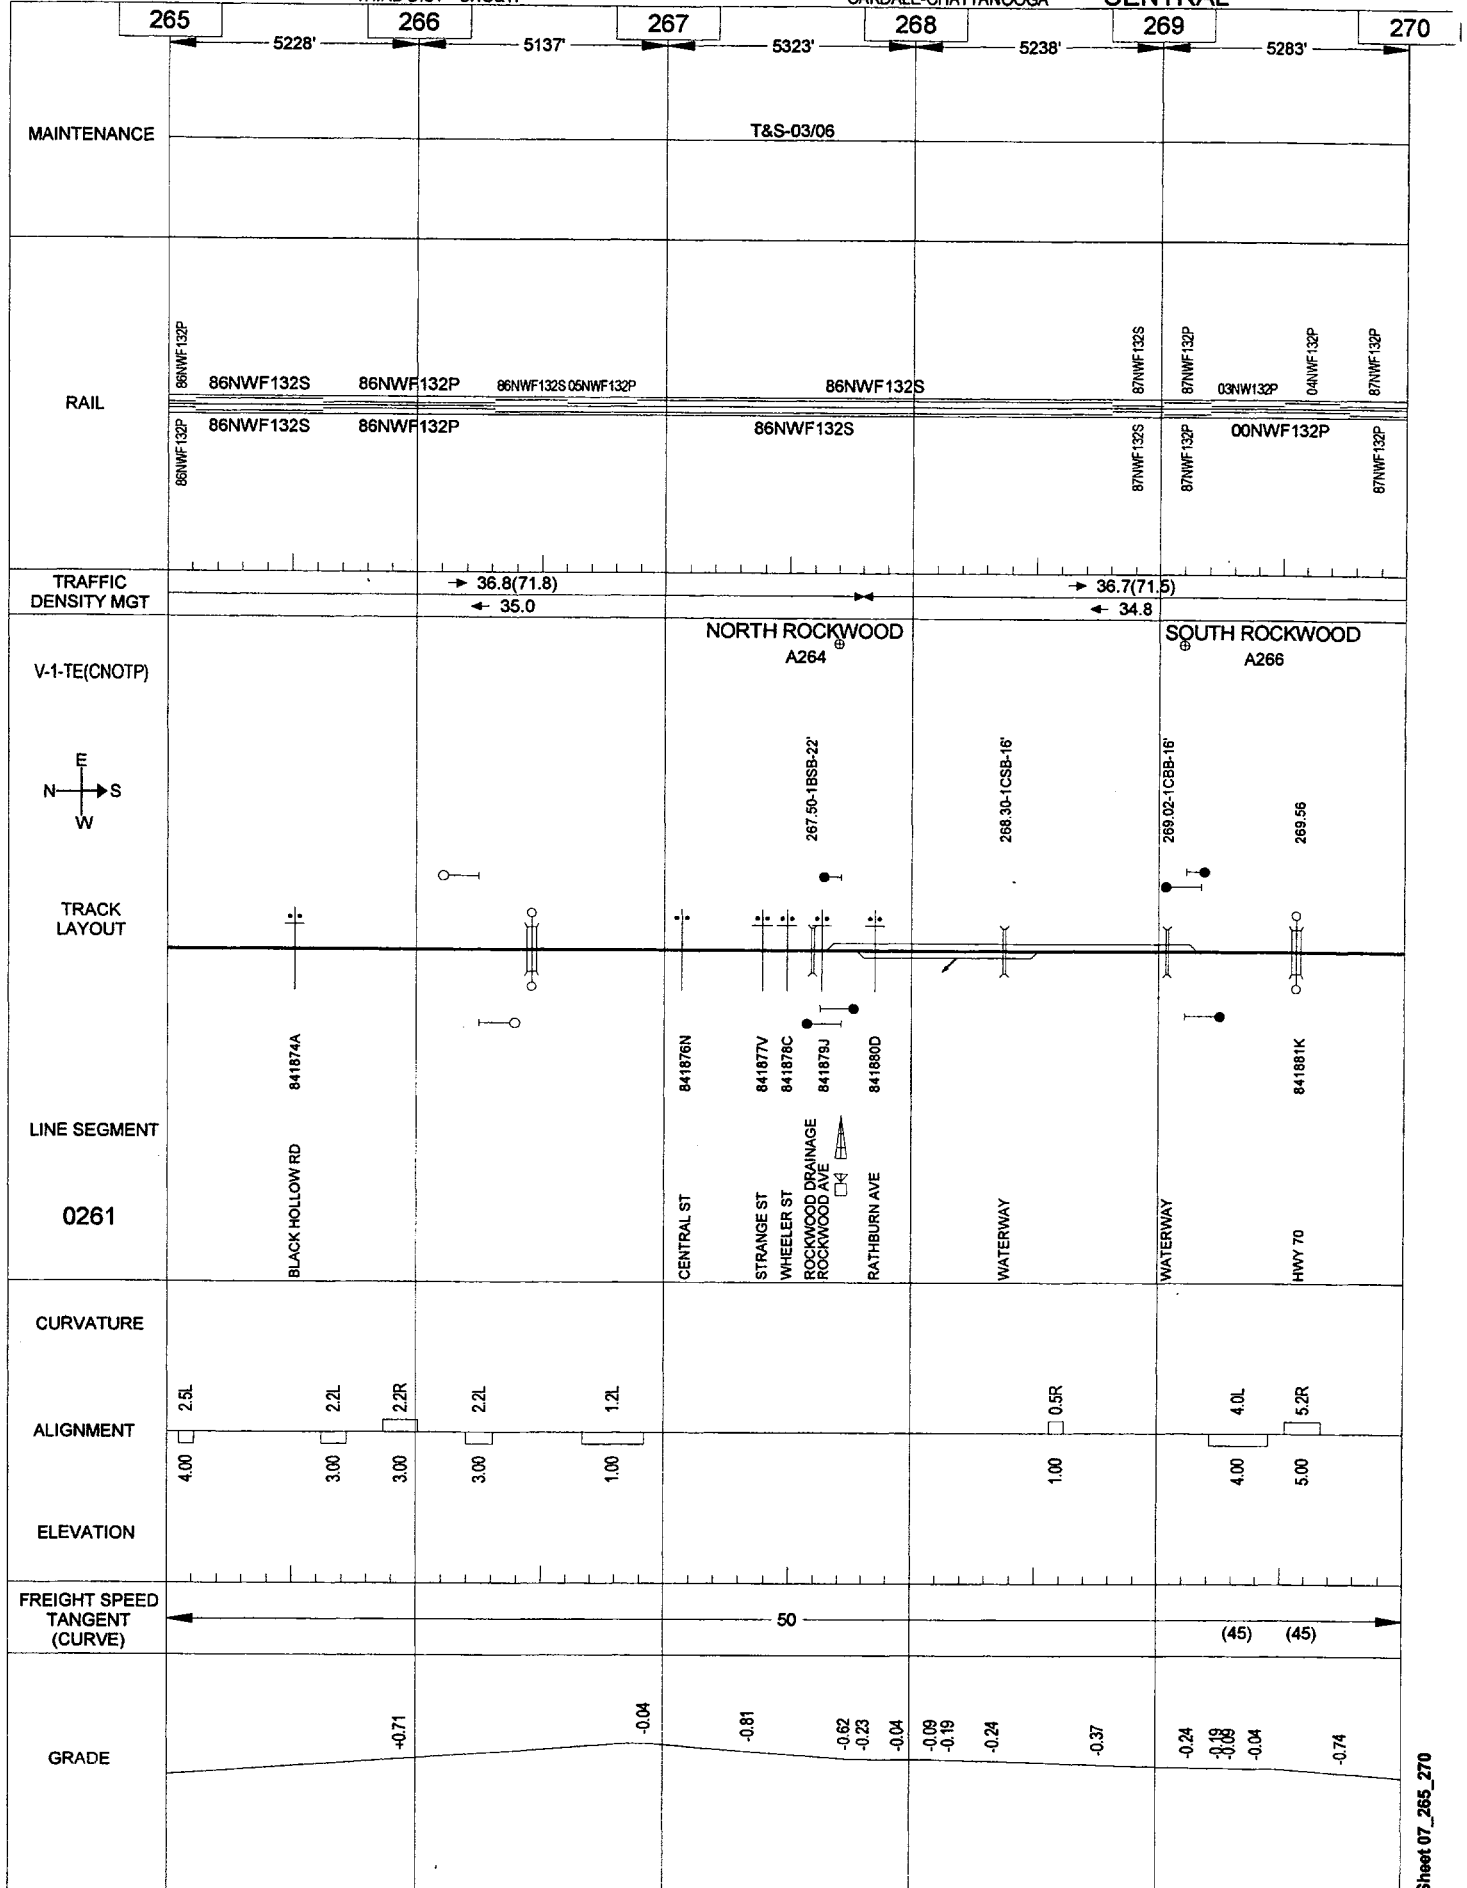 OAKDALE-CHATTANOOGA CENTRAL
265 266 267 268 269 270
5228' 5137' 5323' 5238' 5283'
MAINTENANCE
T&S-03/06
RAIL
86NWF132P
86NWF132S
86NWF132P
86NWF132S
05NWF132P
86NWF132S
87NWF132S
87NWF132P
03NW132P
04NWF132P
87NWF132P
86NWF132P
86NWF132S
86NWF132P
86NWF132S
87NWF132S
87NWF132P
00NWF132P
87NWF132P
TRAFFIC
DENSITY MGT
36.8(71.8)
35.0
36.7(71.5)
34.8
V-1-TE(CNOTP)
NORTH ROCKWOOD
A264
SOUTH ROCKWOOD
A266
E
N S
W
267.50-1BSB-22'
268.30-1CSB-16'
269.02-1CBB-16'
269.56
TRACK
LAYOUT
841874A
841876N
841877V
841878C
841879J
841880D
841881K
LINE SEGMENT
0261
BLACK HOLLOW RD
CENTRAL ST
STRANGE ST
WHEELER ST
ROCKWOOD DRAINAGE
ROCKWOOD AVE
RATHBURN AVE
WATERWAY
WATERWAY
HWY 70
CURVATURE
2.5L
2.2L
2.2R
2.2L
1.2L
0.5R
4.0L
5.2R
ALIGNMENT
4.00
3.00
3.00
3.00
1.00
1.00
4.00
5.00
ELEVATION
FREIGHT SPEED
TANGENT
(CURVE)
50
(45) (45)
GRADE
+0.71
-0.04
-0.81
-0.62
-0.23
-0.04
-0.09
-0.19
-0.24
-0.37
-0.24
-0.19
-0.09
-0.04
-0.74
Sheet 07_265_270